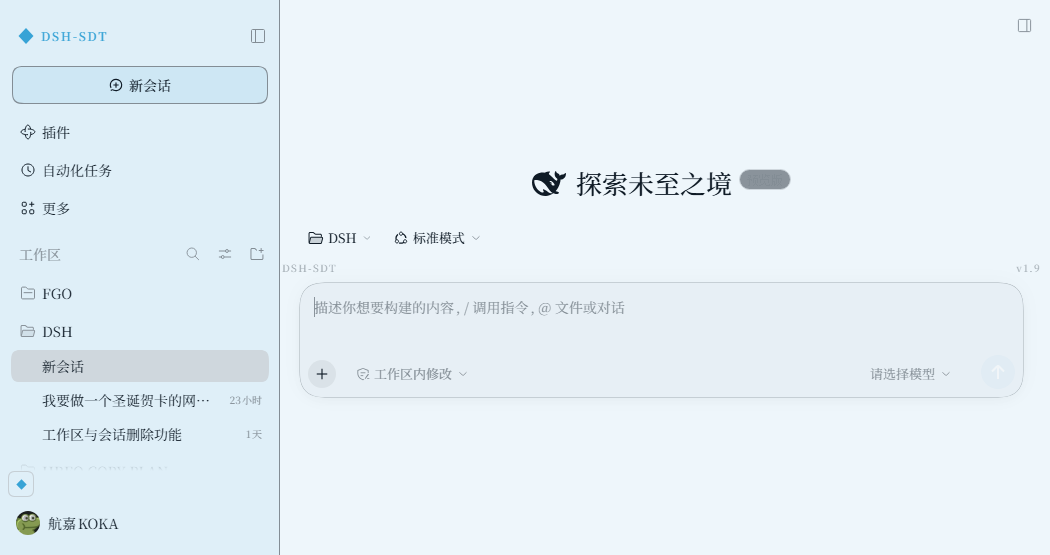 DSH-SDT
新会话
插件
自动化任务
更多
工作区
FGO
DSH
新会话
我要做一个圣诞贺卡的网… 23小时
工作区与会话删除功能 1天
航嘉 KOKA
探索未至之境
DSH 标准模式
DSH-SDT v1.9
描述你想要构建的内容, / 调用指令, @ 文件或对话
工作区内修改 请选择模型